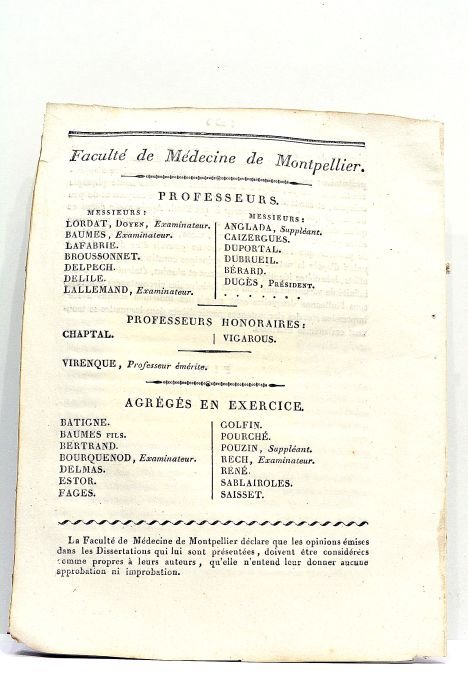 Faculté de Médecine de Montpellier.
PROFESSEURS.
MESSIEURS:
LORDAT, DOYEN, Examinateur.
BAUMES, Examinateur.
LAFABRIE.
BROUSSONNET.
DELPECH.
DELILE.
LALLEMAND, Examinateur.
MESSIEURS:
ANGLADA, Suppléant.
CAIZERGUES.
DUPORTAL.
DUBRUEIL.
BÉRARD.
DUGÈS, PRÉSIDENT.
. . . . . . .
PROFESSEURS HONORAIRES:
CHAPTAL.
VIGAROUS.
VIRENQUE, Professeur émérite.
AGRÉGÉS EN EXERCICE.
BATIGNE.
BAUMES FILS.
BERTRAND.
BOURQUENOD, Examinateur.
DELMAS.
ESTOR.
FAGES.
GOLFIN.
POURCHÉ.
POUZIN, Suppléant.
RECH, Examinateur.
RENÉ.
SABLAIROLES.
SAISSET.
La Faculté de Médecine de Montpellier déclare que les opinions émises
dans les Dissertations qui lui sont présentées, doivent être considérées
comme propres à leurs auteurs, qu'elle n'entend leur donner aucune
approbation ni improbation.